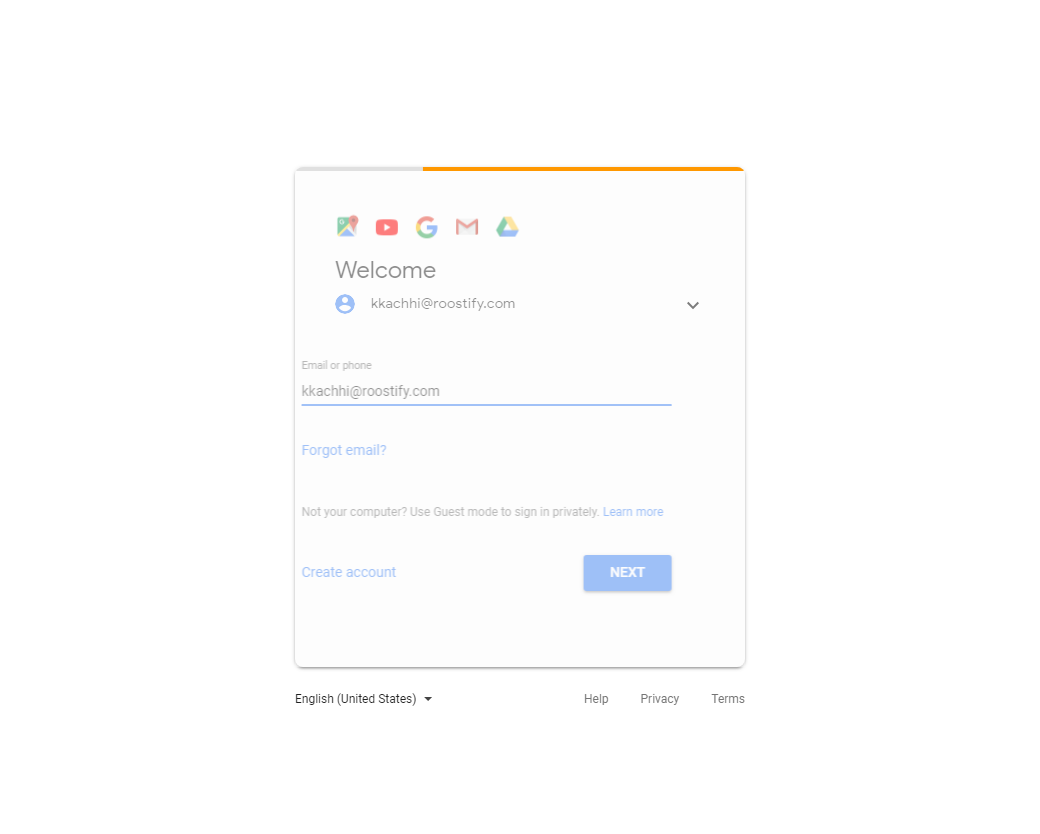 Welcome
kkachhi@roostify.com
Email or phone
kkachhi@roostify.com
Forgot email?
Not your computer? Use Guest mode to sign in privately. Learn more
Create account NEXT
English (United States) Help Privacy Terms